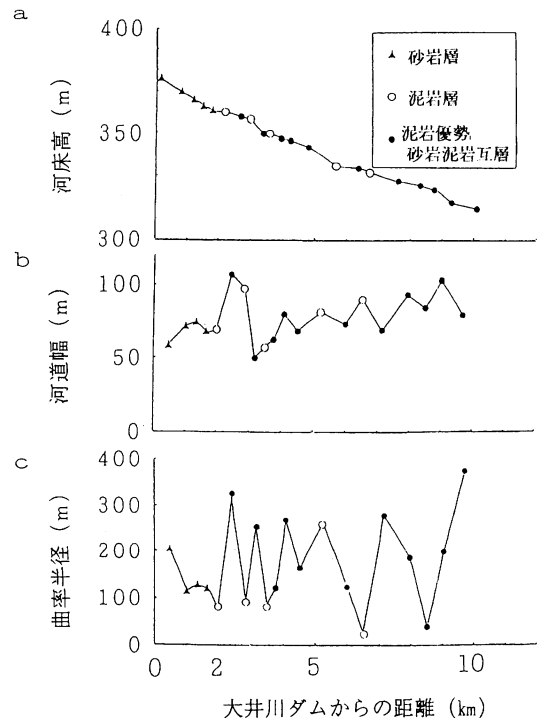 a
400
350
300
河床高 (m)
砂岩層
泥岩層
泥岩優勢
砂岩泥岩互層
b
100
50
0
河道幅 (m)
c
400
300
200
100
0
曲率半径 (m)
0 2 5 10
大井川ダムからの距離 (km)